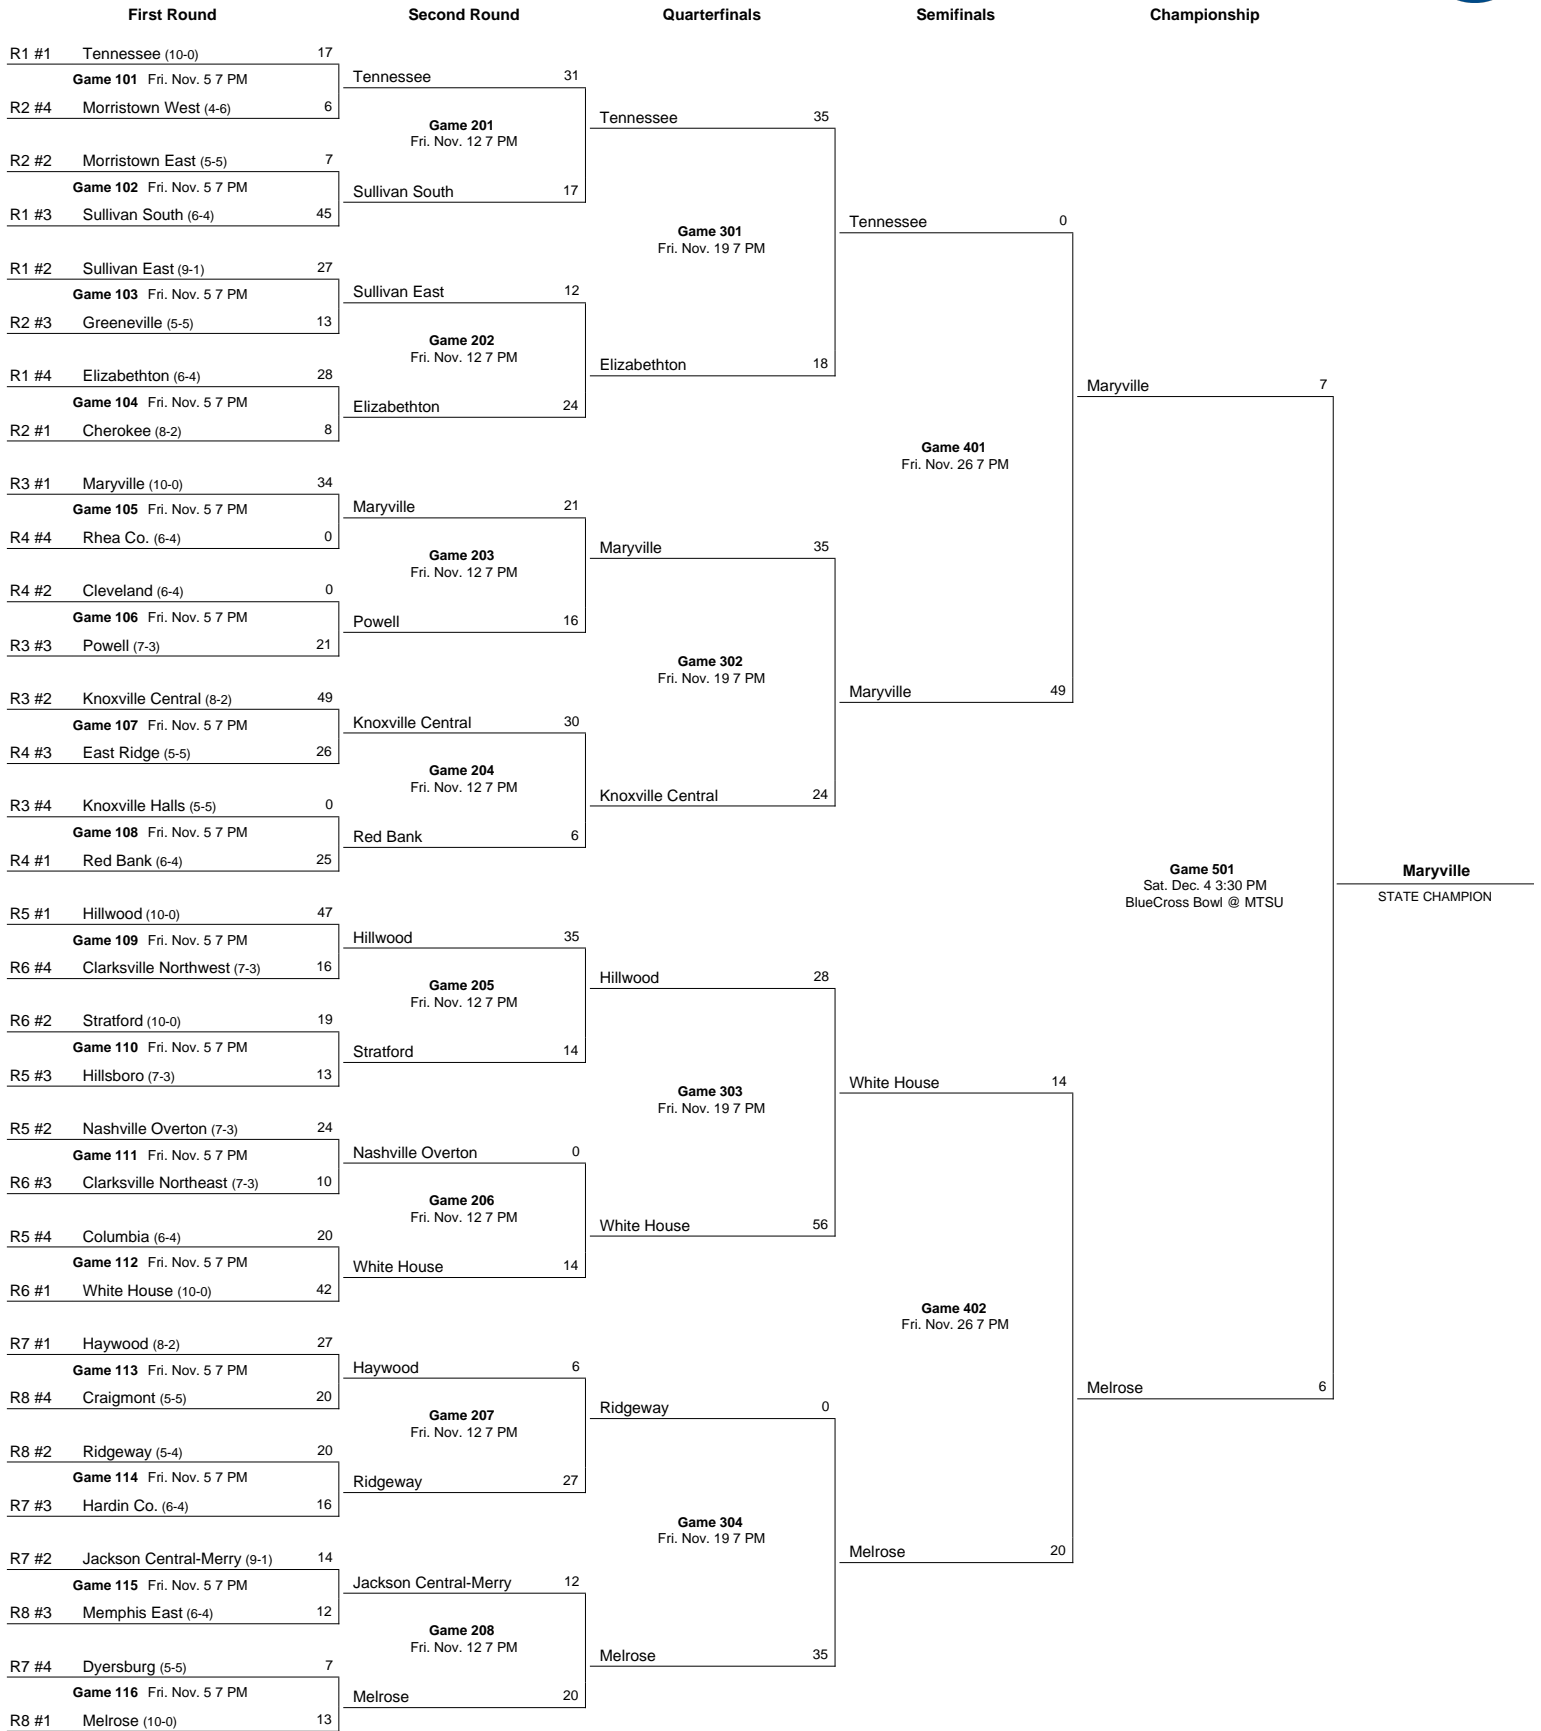 First Round Second Round Quarterfinals Semifinals Championship
R1 #1 Tennessee (10-0) 17
Game 101 Fri. Nov. 5 7 PM
R2 #4 Morristown West (4-6) 6
R2 #2 Morristown East (5-5) 7
Game 102 Fri. Nov. 5 7 PM
R1 #3 Sullivan South (6-4) 45
R1 #2 Sullivan East (9-1) 27
Game 103 Fri. Nov. 5 7 PM
R2 #3 Greeneville (5-5) 13
R1 #4 Elizabethton (6-4) 28
Game 104 Fri. Nov. 5 7 PM
R2 #1 Cherokee (8-2) 8
R3 #1 Maryville (10-0) 34
Game 105 Fri. Nov. 5 7 PM
R4 #4 Rhea Co. (6-4) 0
R4 #2 Cleveland (6-4) 0
Game 106 Fri. Nov. 5 7 PM
R3 #3 Powell (7-3) 21
R3 #2 Knoxville Central (8-2) 49
Game 107 Fri. Nov. 5 7 PM
R4 #3 East Ridge (5-5) 26
R3 #4 Knoxville Halls (5-5) 0
Game 108 Fri. Nov. 5 7 PM
R4 #1 Red Bank (6-4) 25
R5 #1 Hillwood (10-0) 47
Game 109 Fri. Nov. 5 7 PM
R6 #4 Clarksville Northwest (7-3) 16
R6 #2 Stratford (10-0) 19
Game 110 Fri. Nov. 5 7 PM
R5 #3 Hillsboro (7-3) 13
R5 #2 Nashville Overton (7-3) 24
Game 111 Fri. Nov. 5 7 PM
R6 #3 Clarksville Northeast (7-3) 10
R5 #4 Columbia (6-4) 20
Game 112 Fri. Nov. 5 7 PM
R6 #1 White House (10-0) 42
R7 #1 Haywood (8-2) 27
Game 113 Fri. Nov. 5 7 PM
R8 #4 Craigmont (5-5) 20
R8 #2 Ridgeway (5-4) 20
Game 114 Fri. Nov. 5 7 PM
R7 #3 Hardin Co. (6-4) 16
R7 #2 Jackson Central-Merry (9-1) 14
Game 115 Fri. Nov. 5 7 PM
R8 #3 Memphis East (6-4) 12
R7 #4 Dyersburg (5-5) 7
Game 116 Fri. Nov. 5 7 PM
R8 #1 Melrose (10-0) 13
Tennessee 31
Game 201
Fri. Nov. 12 7 PM
Sullivan South 17
Sullivan East 12
Game 202
Fri. Nov. 12 7 PM
Elizabethton 24
Maryville 21
Game 203
Fri. Nov. 12 7 PM
Powell 16
Knoxville Central 30
Game 204
Fri. Nov. 12 7 PM
Red Bank 6
Hillwood 35
Game 205
Fri. Nov. 12 7 PM
Stratford 14
Nashville Overton 0
Game 206
Fri. Nov. 12 7 PM
White House 14
Haywood 6
Game 207
Fri. Nov. 12 7 PM
Ridgeway 27
Jackson Central-Merry 12
Game 208
Fri. Nov. 12 7 PM
Melrose 20
Tennessee 35
Game 301
Fri. Nov. 19 7 PM
Elizabethton 18
Maryville 35
Game 302
Fri. Nov. 19 7 PM
Knoxville Central 24
Hillwood 28
Game 303
Fri. Nov. 19 7 PM
White House 56
Ridgeway 0
Game 304
Fri. Nov. 19 7 PM
Melrose 35
Tennessee 0
Game 401
Fri. Nov. 26 7 PM
Maryville 49
White House 14
Game 402
Fri. Nov. 26 7 PM
Melrose 20
Maryville 7
Game 501
Sat. Dec. 4 3:30 PM
BlueCross Bowl @ MTSU
Melrose 6
Maryville
STATE CHAMPION